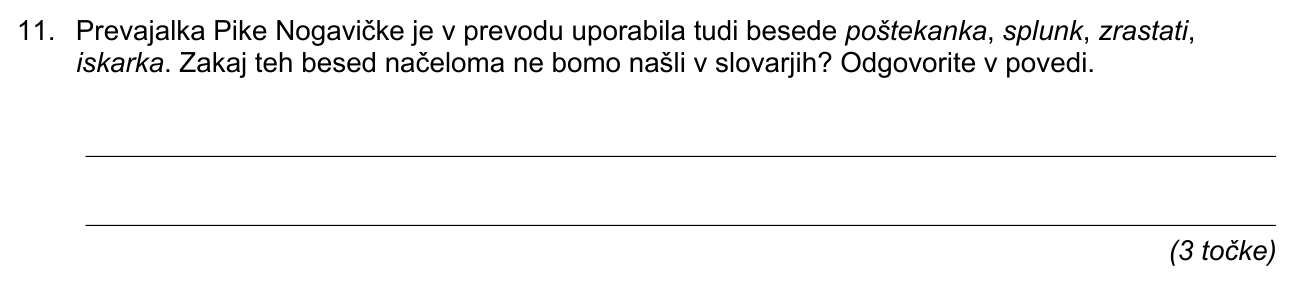 11. Prevajalka Pike Nogavičke je v prevodu uporabila tudi besede poštekanka, splunk, zrastati,
iskarka. Zakaj teh besed načeloma ne bomo našli v slovarjih? Odgovorite v povedi.
(3 točke)